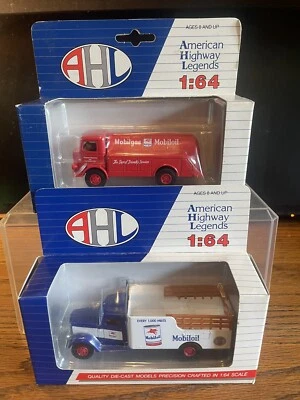 AHL
AGES 8 AND UP
American
Highway
Legends
1:64
Mobilgas Mobiloil
AHL
AGES 8 AND UP
American
Highway
Legends
1:64
Mobiloil
Mobiloil
QUALITY DIE-CAST MODELS PRECISION CRAFTED IN 1:64 SCALE